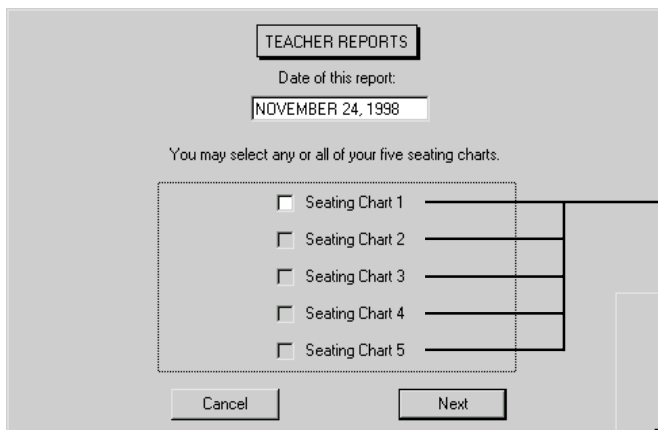 TEACHER REPORTS
Date of this report:
NOVEMBER 24, 1998
You may select any or all of your five seating charts.
Seating Chart 1
Seating Chart 2
Seating Chart 3
Seating Chart 4
Seating Chart 5
Cancel Next